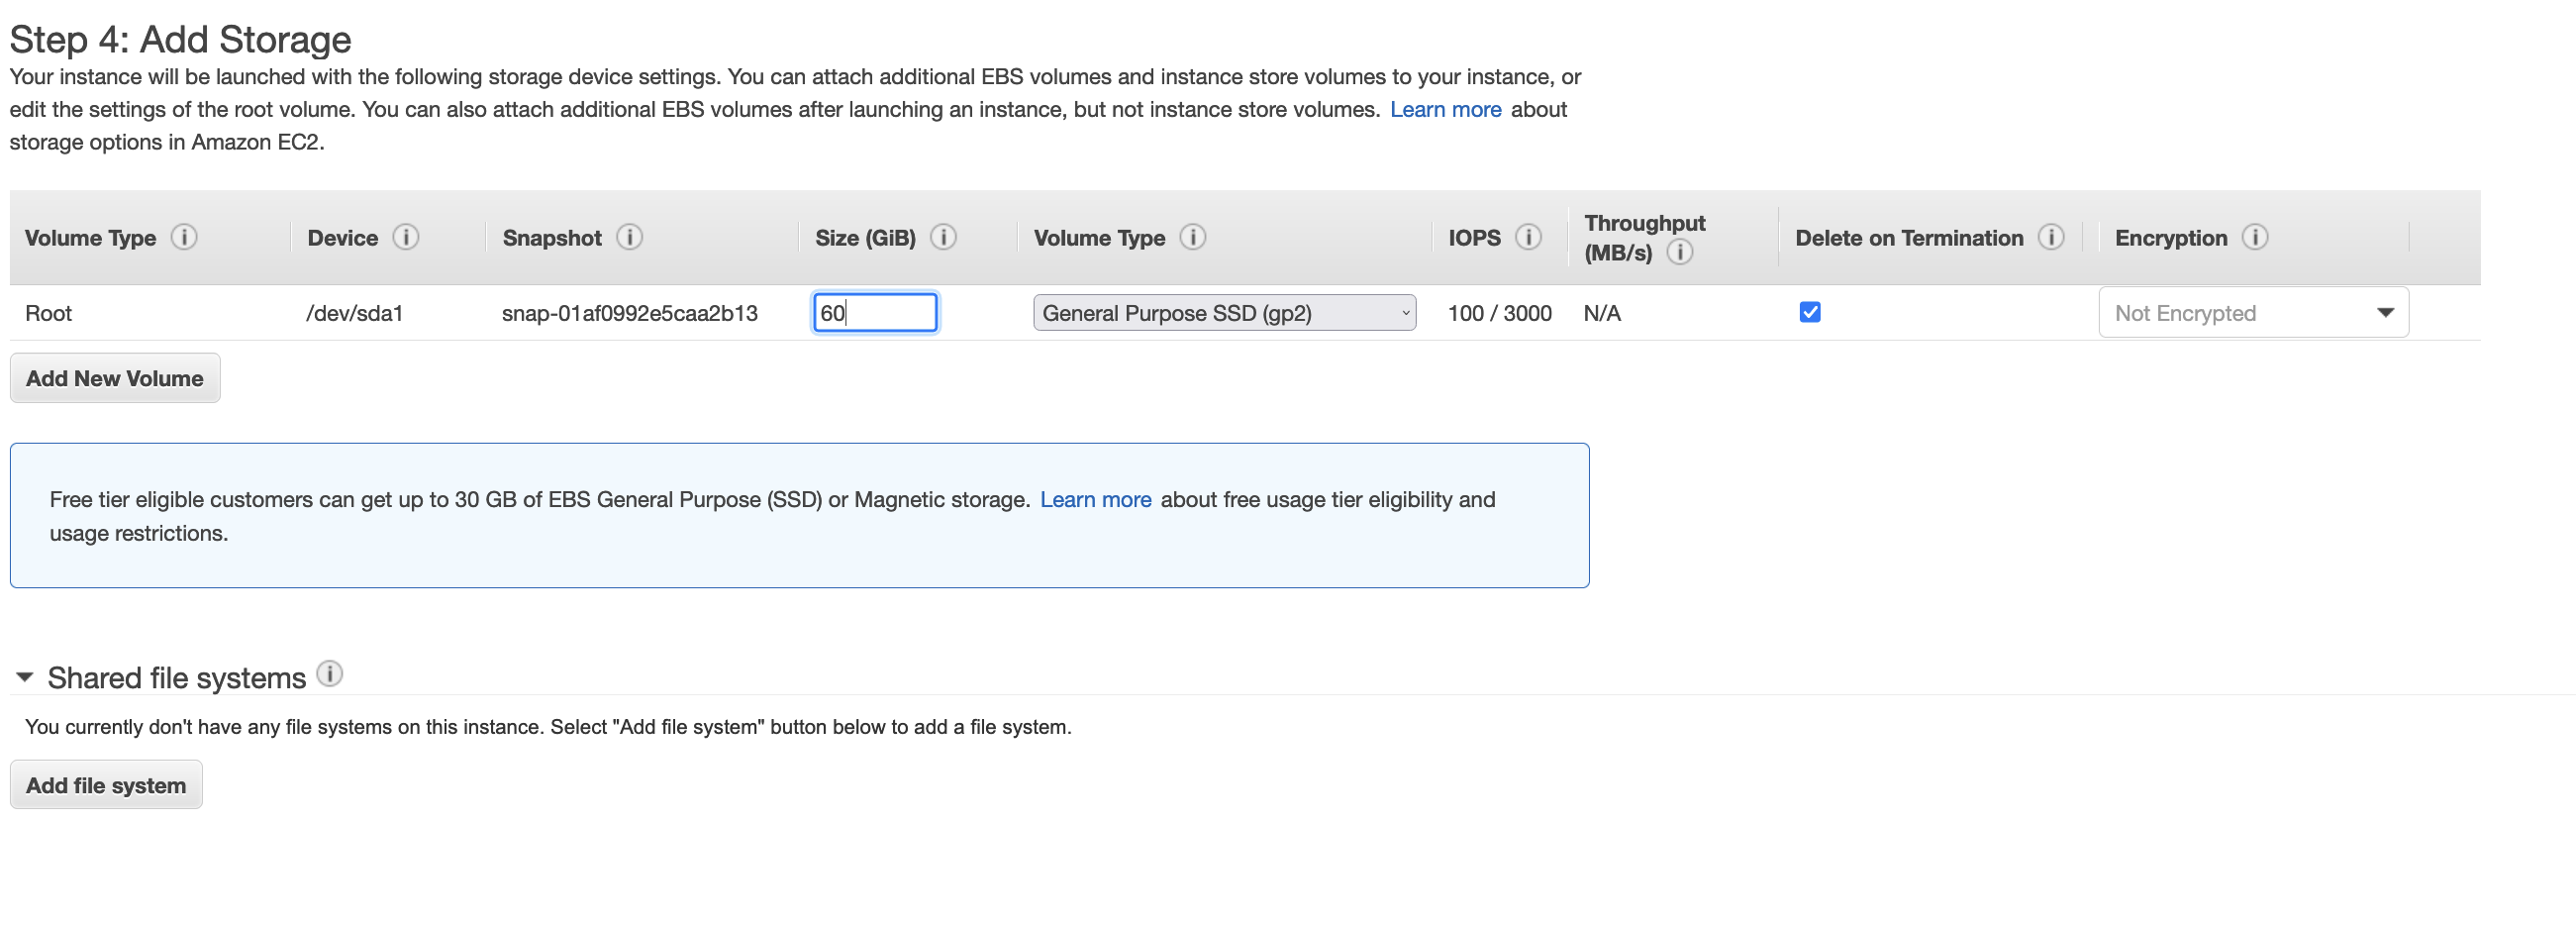 Step 4: Add Storage
Your instance will be launched with the following storage device settings. You can attach additional EBS volumes and instance store volumes to your instance, or
edit the settings of the root volume. You can also attach additional EBS volumes after launching an instance, but not instance store volumes. Learn more about
storage options in Amazon EC2.
Volume Type Device Snapshot Size (GiB) Volume Type IOPS Throughput (MB/s) Delete on Termination Encryption
Root /dev/sda1 snap-01af0992e5caa2b13 60 General Purpose SSD (gp2) 100 / 3000 N/A Not Encrypted
Add New Volume
Free tier eligible customers can get up to 30 GB of EBS General Purpose (SSD) or Magnetic storage. Learn more about free usage tier eligibility and
usage restrictions.
Shared file systems
You currently don't have any file systems on this instance. Select "Add file system" button below to add a file system.
Add file system